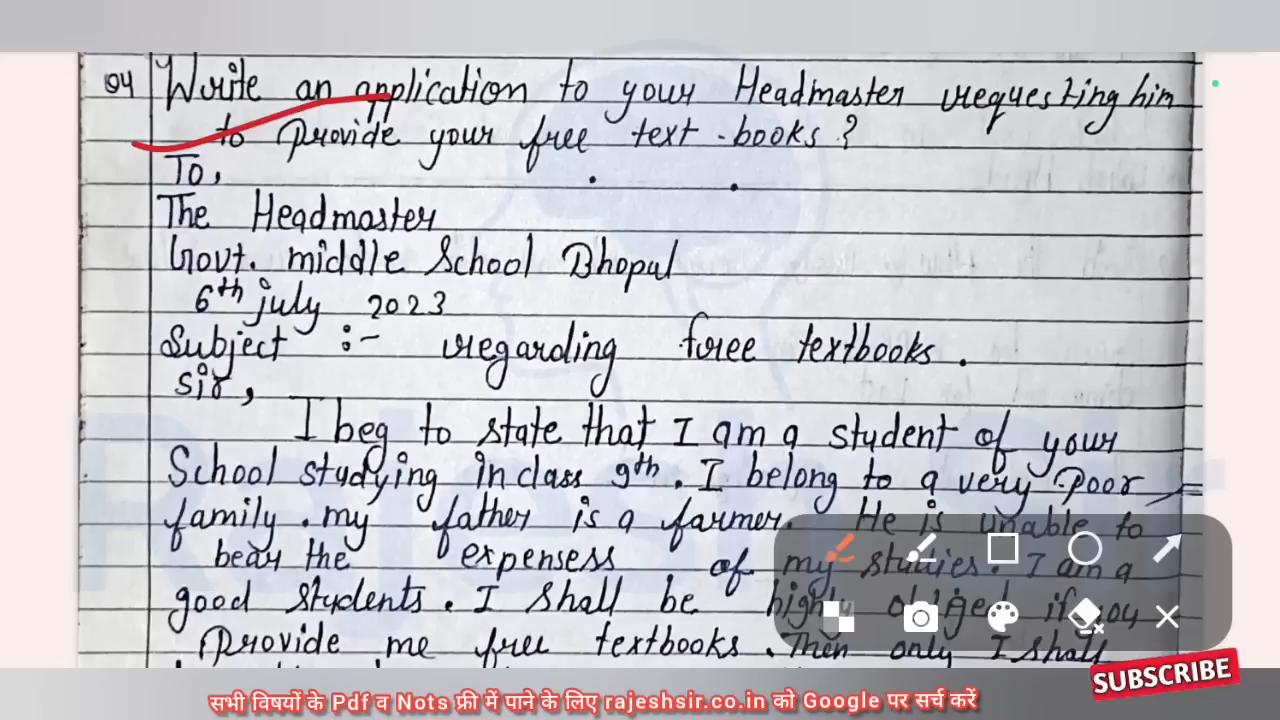 04 Write an application to your Headmaster requesting him
to provide your free text-books?
To,
The Headmaster
Govt. middle School Bhopal
6th july 2023
Subject :- regarding free textbooks.
sir,
I beg to state that I am a student of your
School studying in class 9th. I belong to a very poor
family. my father is a farmer. He is unable to
bear the expensess of my studies. I am a
good students. I shall be highly obliged if you
Provide me free textbooks. Then only I shall
SUBSCRIBE
सभी विषयों के Pdf व Nots फ्री में पाने के लिए rajeshsir.co.in को Google पर सर्च करें